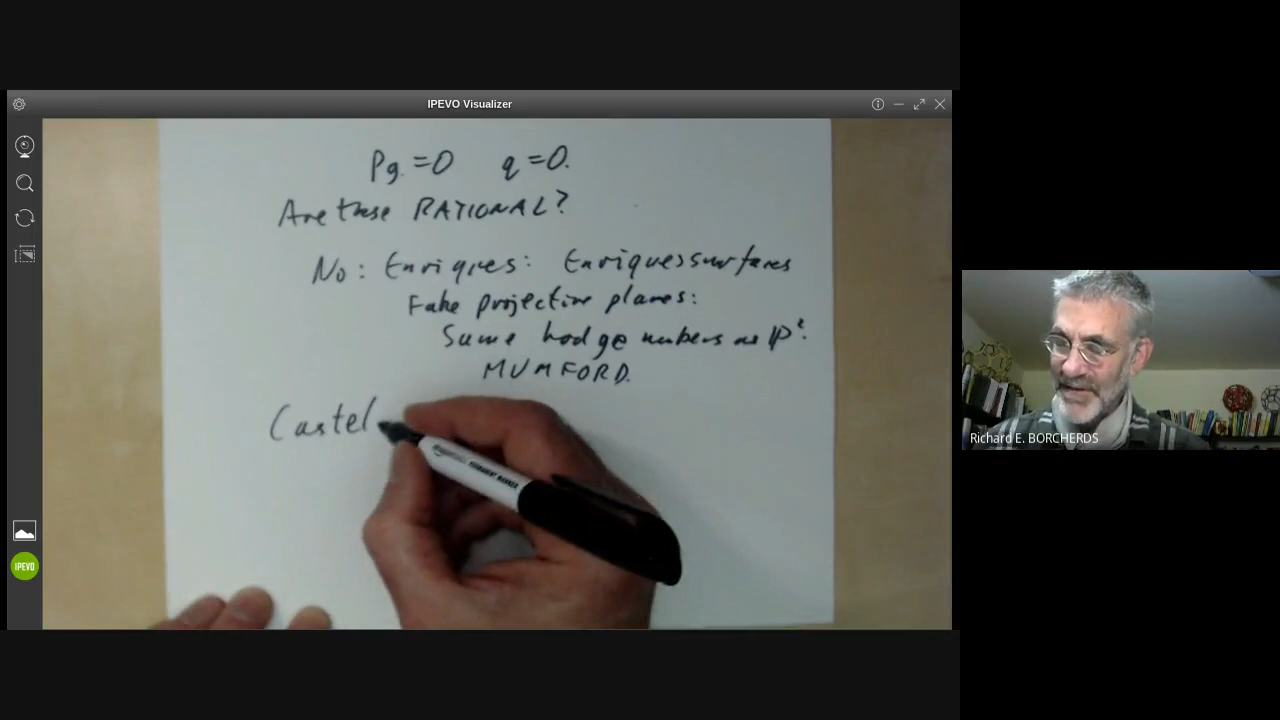 IPEVO Visualizer
Pg. = 0 q = 0.
Are these RATIONAL?
No: Enriques: Enriques surfaces
Fake projective planes:
Same hodge numbers as P².
MUMFORD.
Castel
Richard E. BORCHERDS
IPEVO